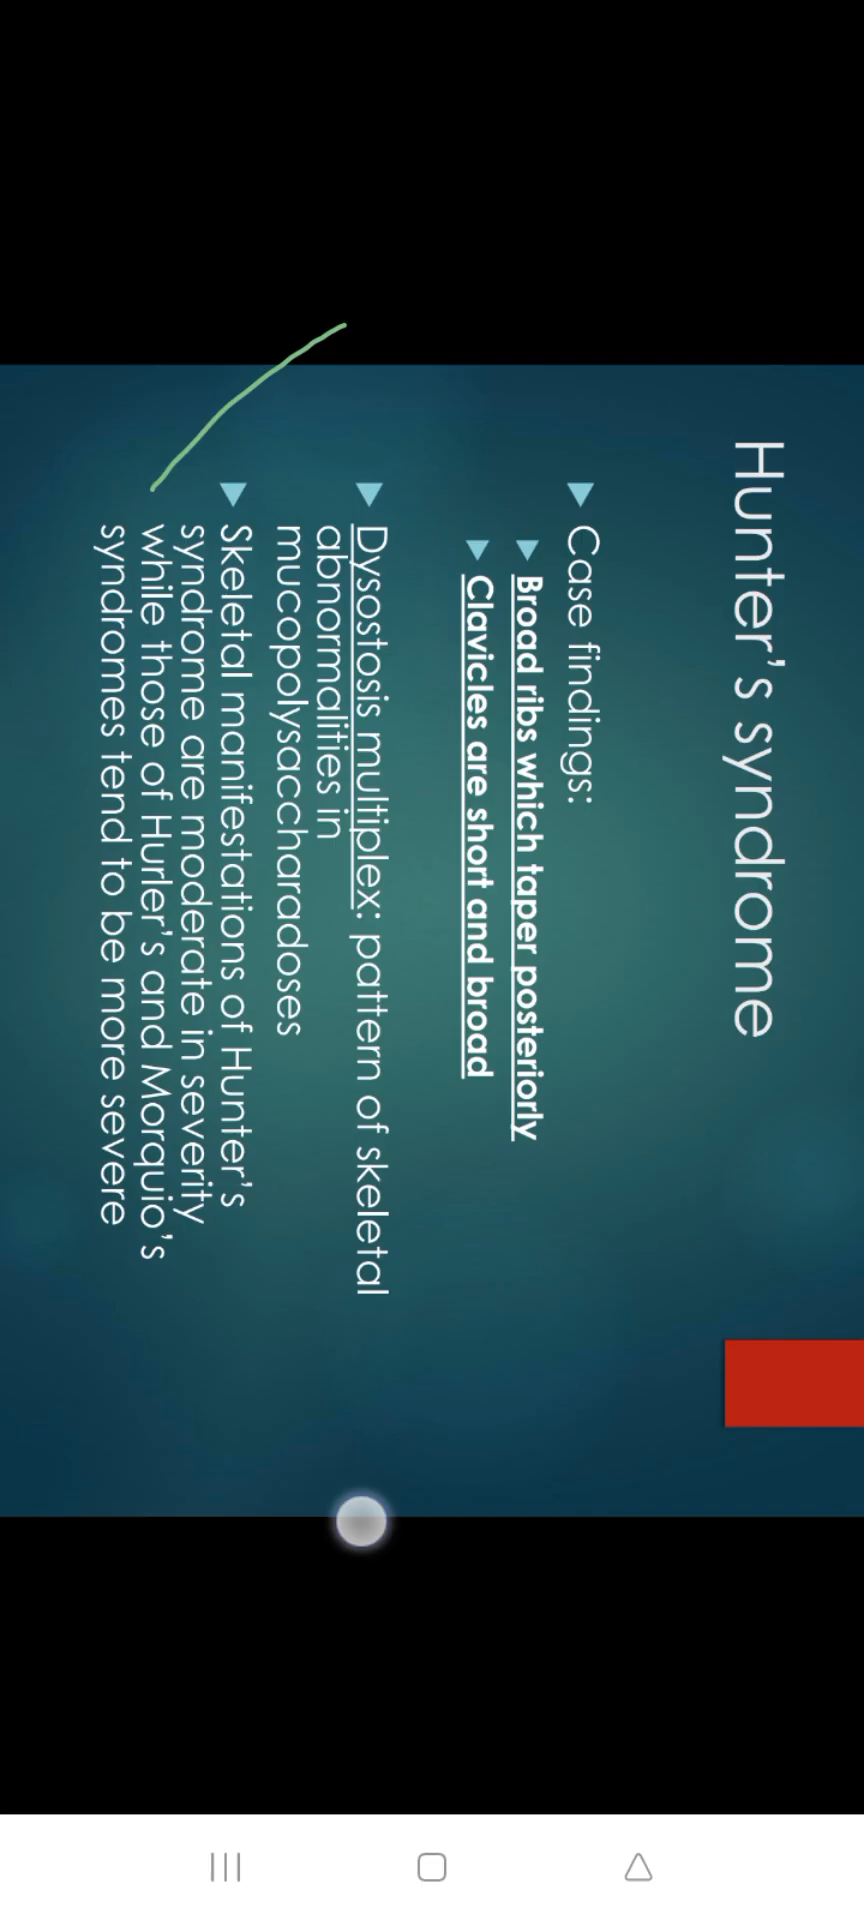 Hunter's syndrome
Case findings:
Broad ribs which taper posteriorly
Clavicles are short and broad
Dysostosis multiplex: pattern of skeletal
abnormalities in
mucopolysaccharadoses
Skeletal manifestations of Hunter's
syndrome are moderate in severity
while those of Hurler's and Morquio's
syndromes tend to be more severe